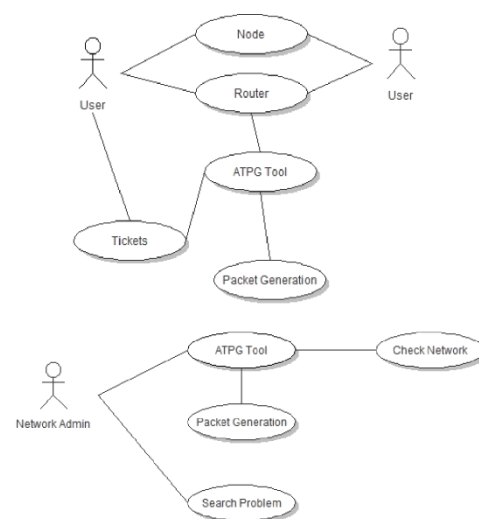 Node
User
Router
User
ATPG Tool
Tickets
Packet Generation
ATPG Tool
Check Network
Network Admin
Packet Generation
Search Problem